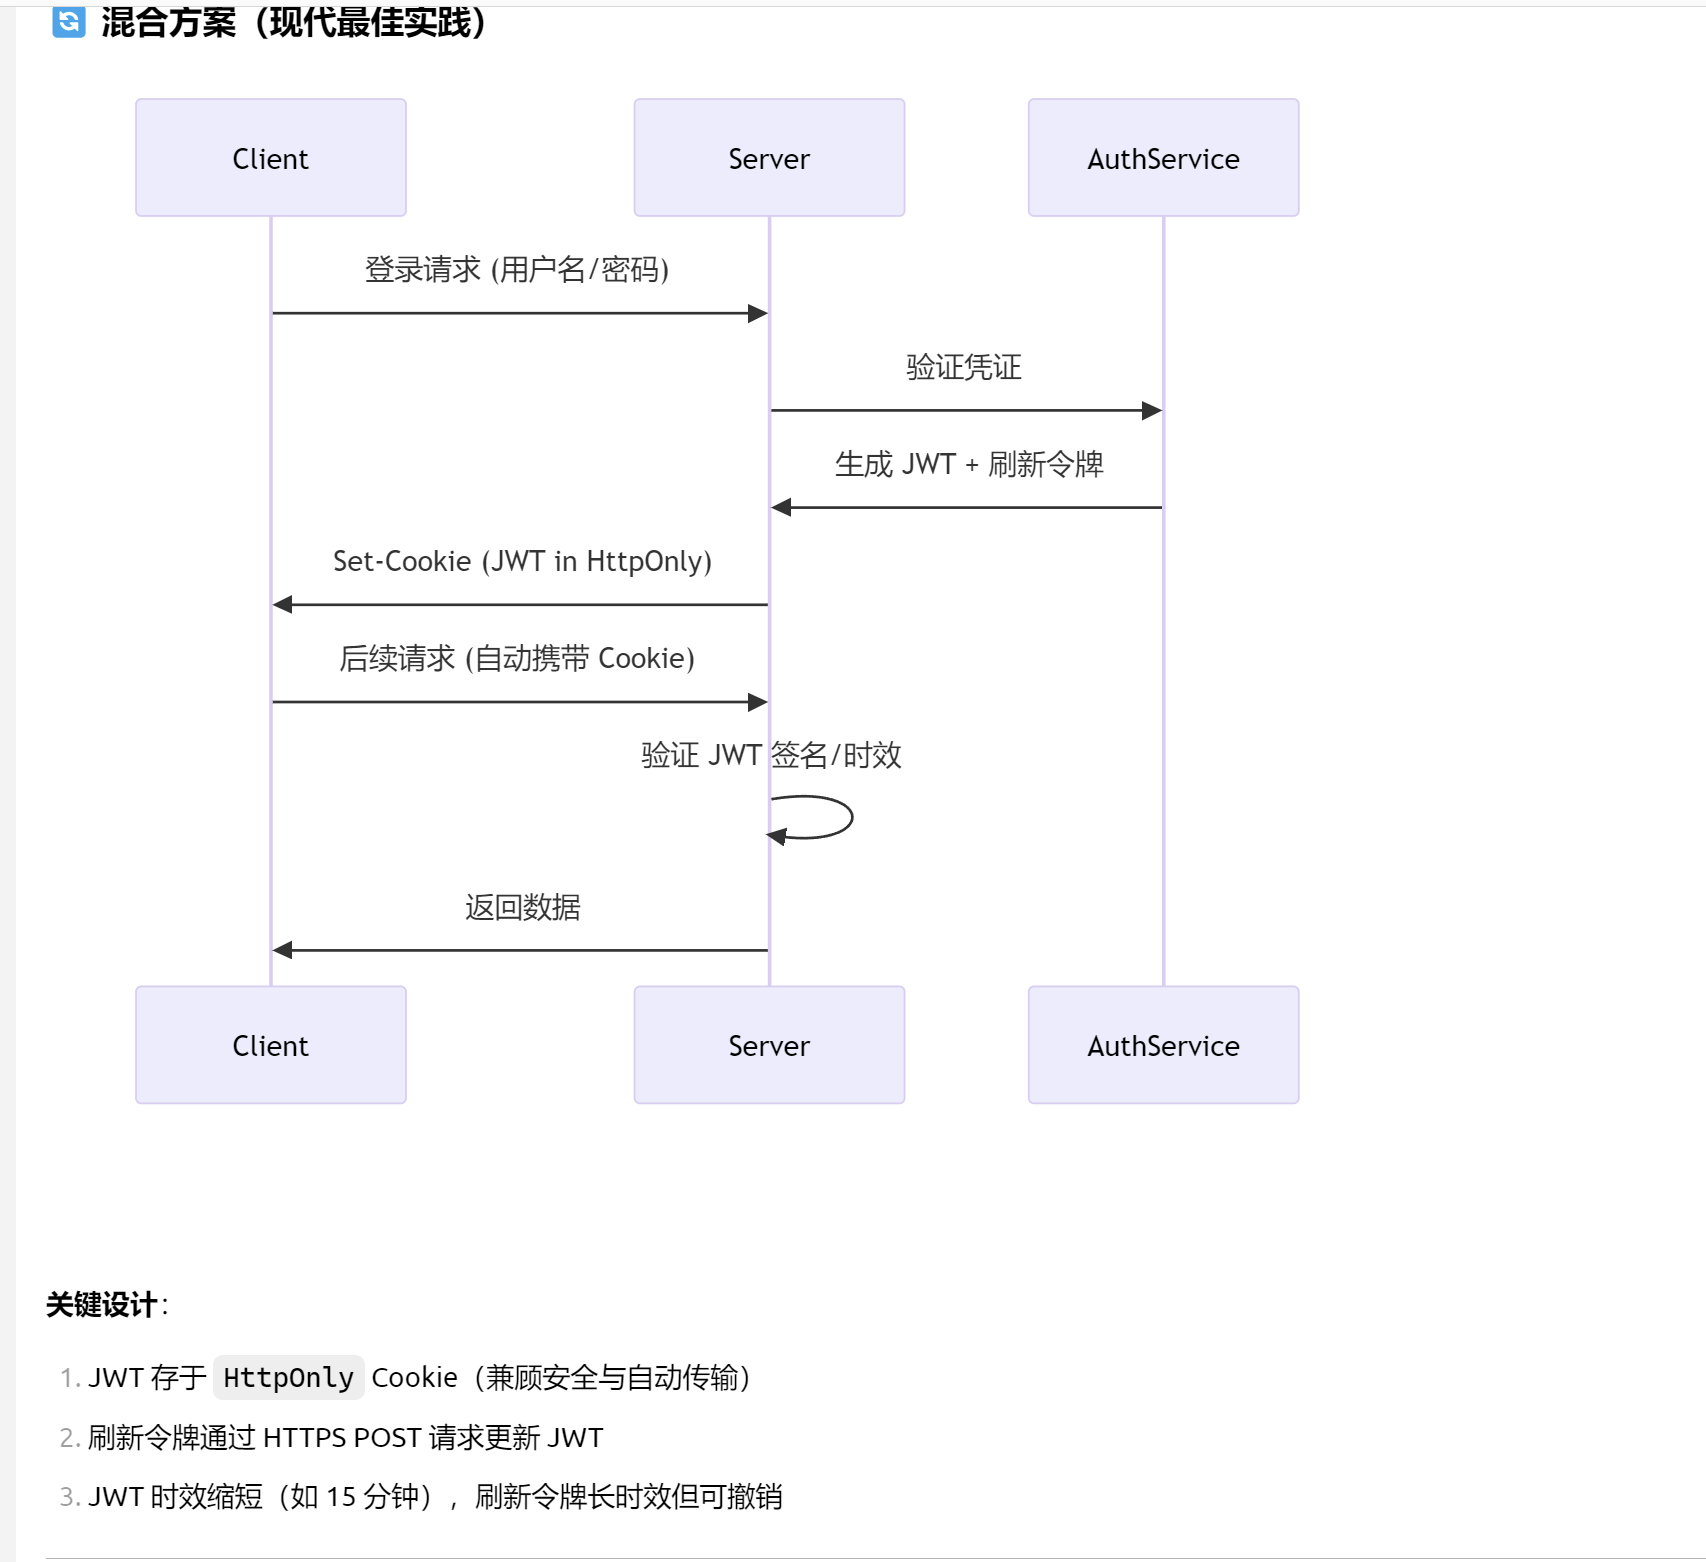 混合方案（现代最佳实践）
Client Server AuthService
登录请求 (用户名/密码)
验证凭证
生成 JWT + 刷新令牌
Set-Cookie (JWT in HttpOnly)
后续请求 (自动携带 Cookie)
验证 JWT 签名/时效
返回数据
Client Server AuthService
关键设计：
1. JWT 存于 HttpOnly Cookie（兼顾安全与自动传输）
2. 刷新令牌通过 HTTPS POST 请求更新 JWT
3. JWT 时效缩短（如 15 分钟），刷新令牌长时效但可撤销